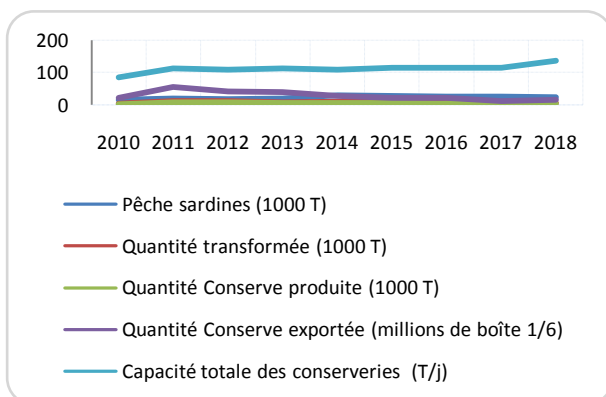 200
100
0
2010 2011 2012 2013 2014 2015 2016 2017 2018
Pêche sardines (1000 T)
Quantité transformée (1000 T)
Quantité Conserve produite (1000 T)
Quantité Conserve exportée (millions de boîte 1/6)
Capacité totale des conserveries (T/j)